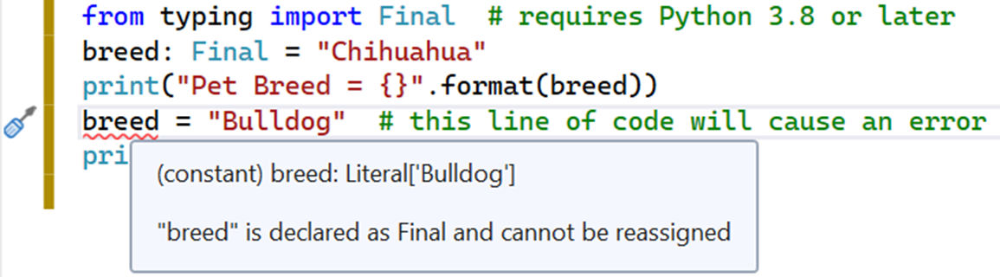 from typing import Final  # requires Python 3.8 or later
breed: Final = "Chihuahua"
print("Pet Breed = {}".format(breed))
breed = "Bulldog"  # this line of code will cause an error
pri
(constant) breed: Literal['Bulldog']
"breed" is declared as Final and cannot be reassigned